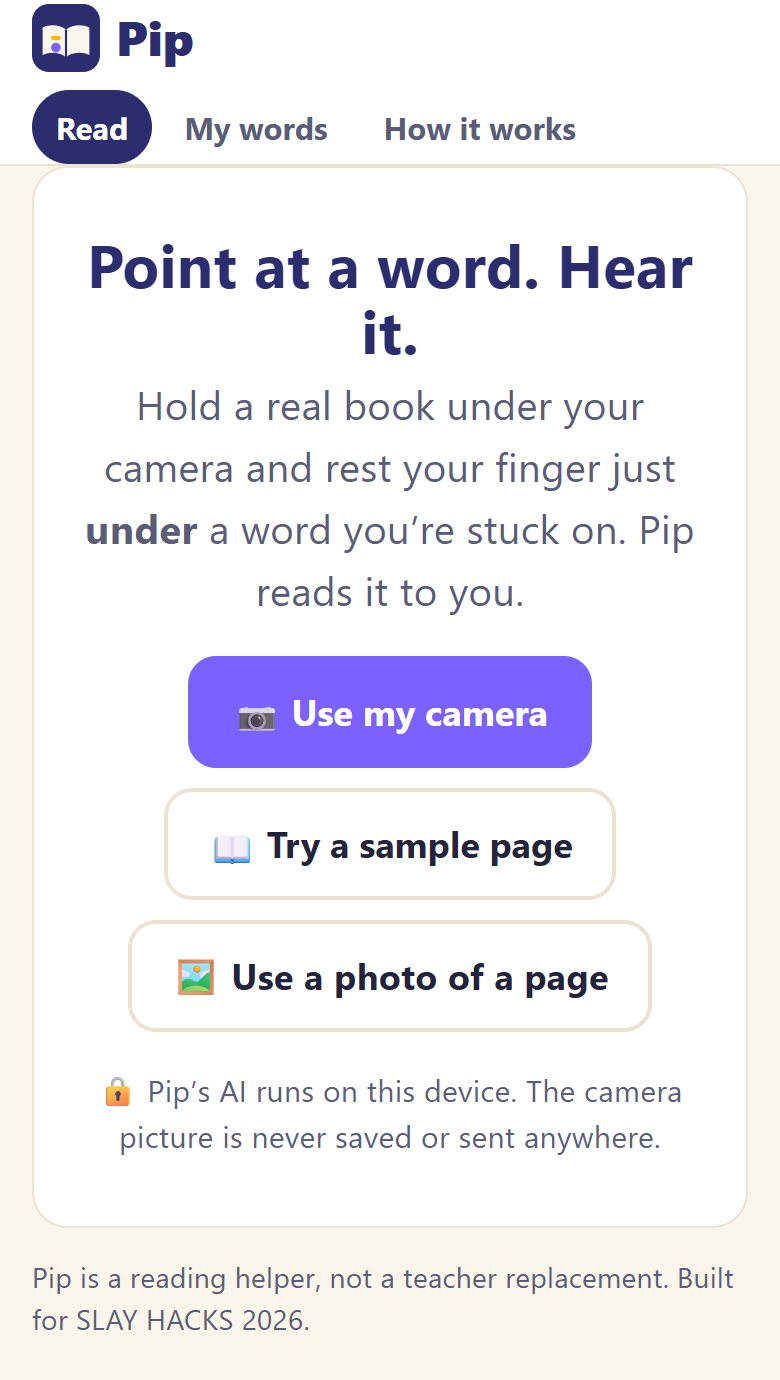 Pip
Read My words How it works
Point at a word. Hear
it.
Hold a real book under your
camera and rest your finger just
under a word you’re stuck on. Pip
reads it to you.
Use my camera
Try a sample page
Use a photo of a page
Pip’s AI runs on this device. The camera
picture is never saved or sent anywhere.
Pip is a reading helper, not a teacher replacement. Built
for SLAY HACKS 2026.